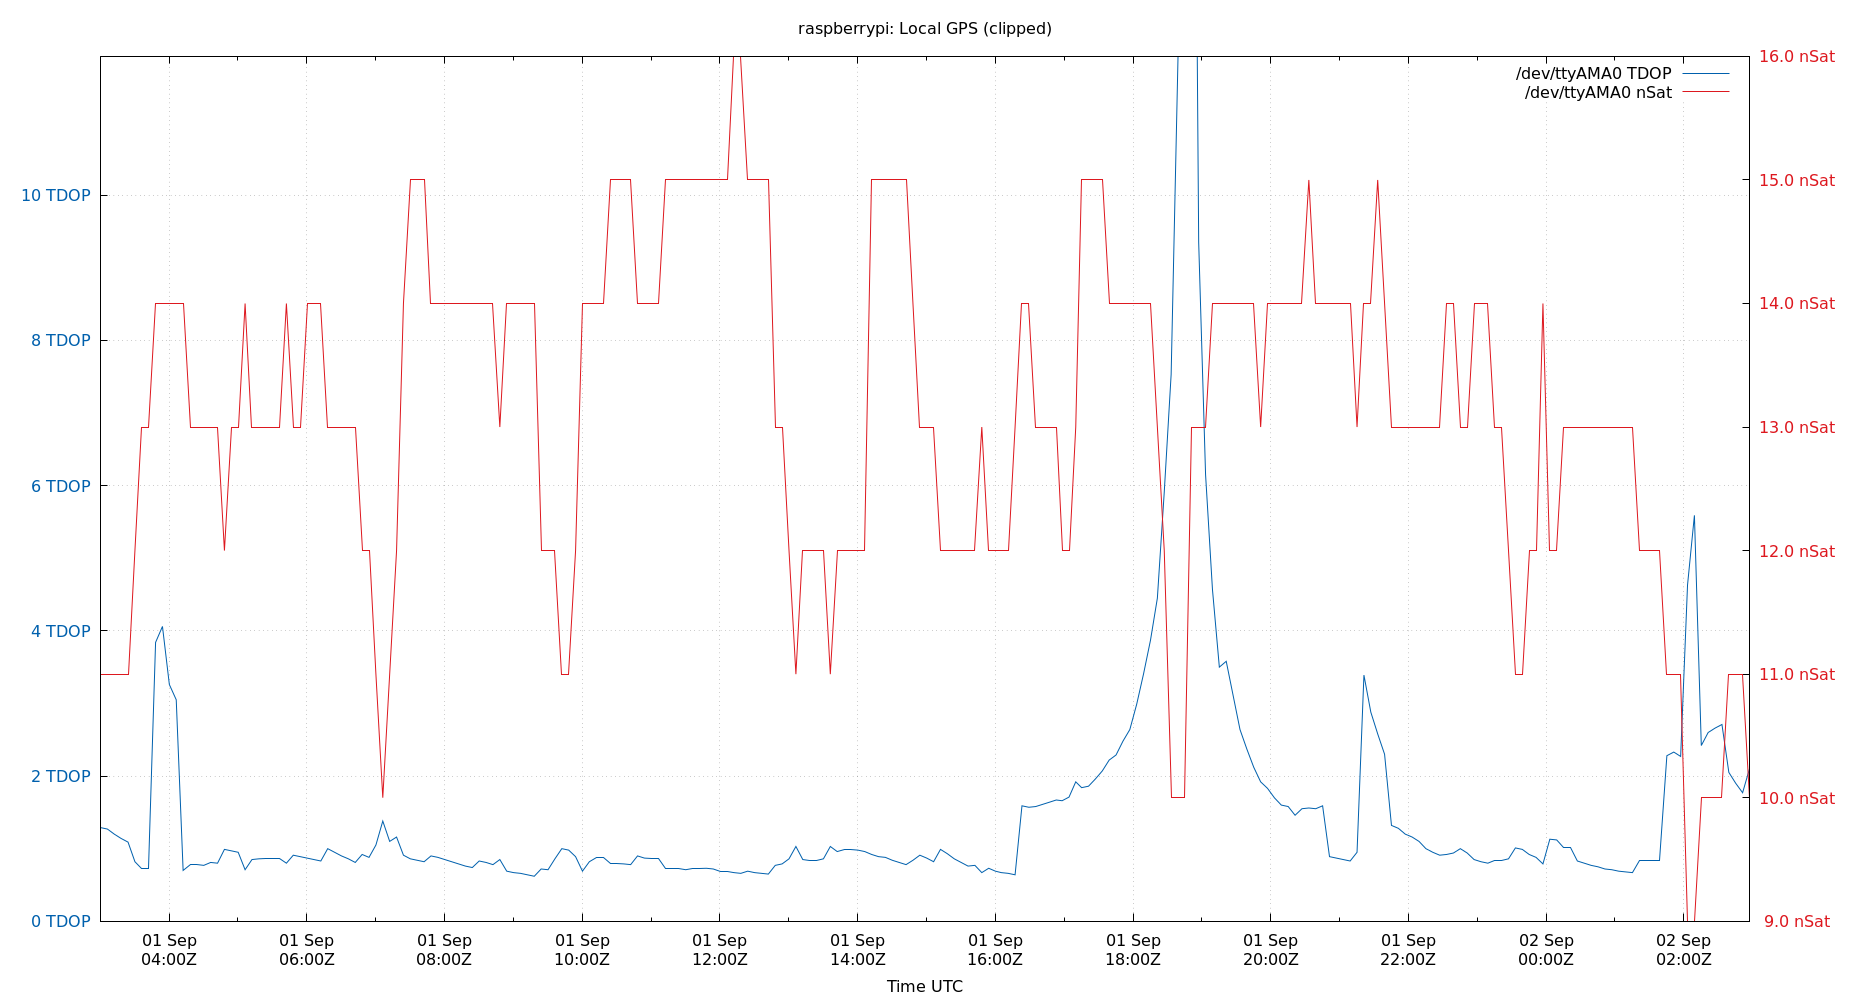 raspberrypi: Local GPS (clipped)
16.0 nSat
/dev/ttyAMA0 TDOP
/dev/ttyAMA0 nSat
15.0 nSat
10 TDOP
14.0 nSat
8 TDOP
13.0 nSat
6 TDOP
12.0 nSat
4 TDOP
11.0 nSat
2 TDOP
10.0 nSat
0 TDOP
9.0 nSat
01 Sep 01 Sep 01 Sep 01 Sep 01 Sep 01 Sep 01 Sep 01 Sep 01 Sep 01 Sep 02 Sep 02 Sep
04:00Z 06:00Z 08:00Z 10:00Z 12:00Z 14:00Z 16:00Z 18:00Z 20:00Z 22:00Z 00:00Z 02:00Z
Time UTC